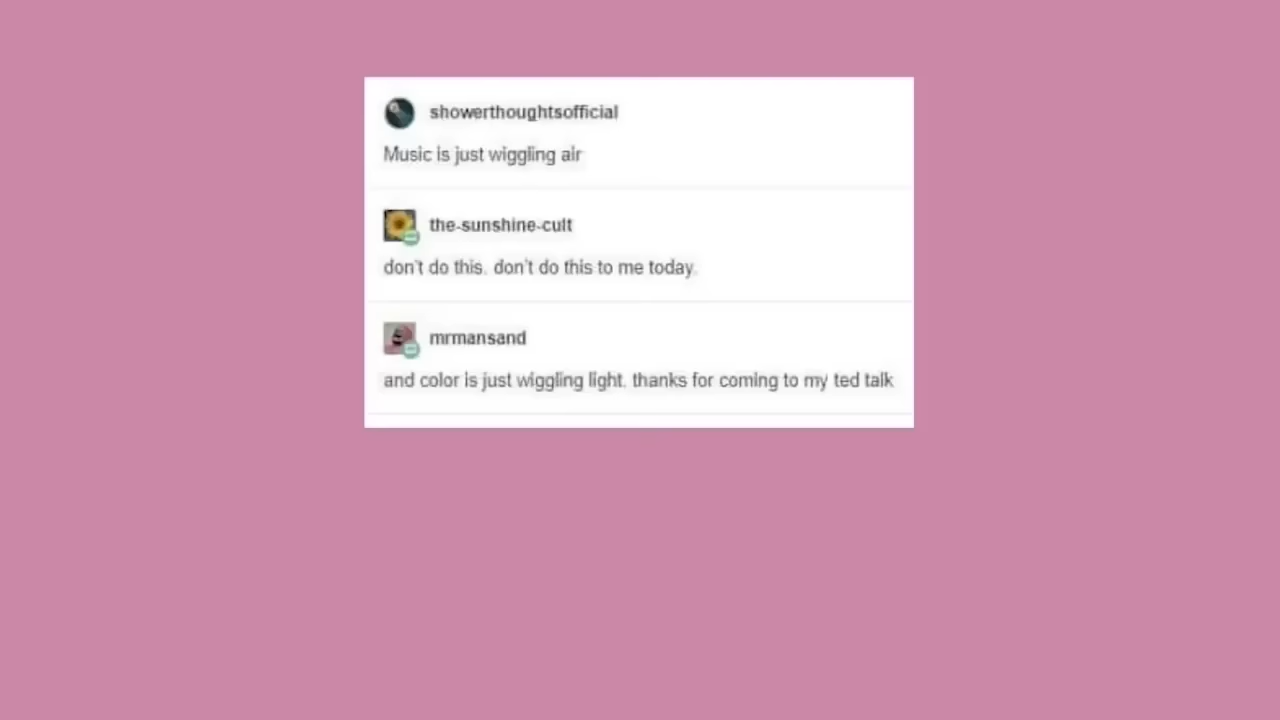 showerthoughtsofficial
Music is just wiggling air
the-sunshine-cult
don't do this. don't do this to me today.
mrmansand
and color is just wiggling light. thanks for coming to my ted talk